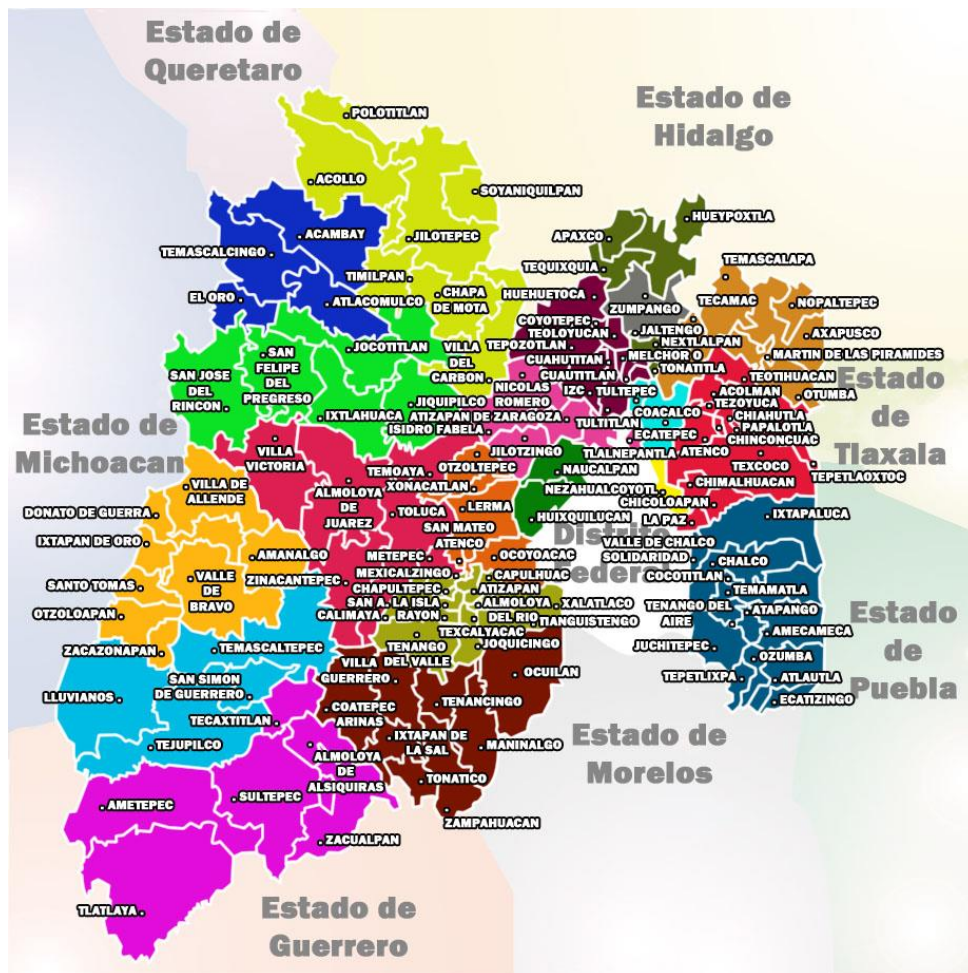 Estado de
Queretaro
Estado de
Hidalgo
. POLOTITLAN
. ACOLLO
. SOYANIQUILPAN
. HUEYPOXTLA
. ACAMBAY
. JILOTEPEC
APAXCO .
TEMASCALCINGO .
TEMASCALAPA
TIMILPAN .
TEQUIXQUIA .
EL ORO .
. ATLACOMULCO
. CHAPA
DE MOTA
HUEHUETOCA .
ZUMPANGO
TECAMAC
. NOPALTEPEC
COYOTEPEC .
TEOLOYUCAN .
. JALTENGO
. AXAPUSCO
. JOCOTITLAN
VILLA
DEL
CARBON .
TEPOZOTLAN .
. NEXTLALPAN
. SAN
FELIPE
DEL
PREGRESO
CUAHUTITLAN .
MELCHOR O
. MARTIN DE LAS PIRAMIDES
SAN JOSE
DEL
RINCON .
CUAUTITLAN .
IZC .
TONATITLA
. TEOTIHUACAN
NICOLAS
ROMERO
. TULTEPEC
ACOLMAN
. OTUMBA
Estado
de
Tlaxcala
. IXTLAHUACA
. JIQUIPILCO
ATIZAPAN DE ZARAGOZA .
COACALCO
. TEZOYUCA
. CHIAHUTLA
Estado de
Michoacan
ISIDRO FABELA .
TULTITLAN
ECATEPEC .
. PAPALOTLA
. CHINCONCUAC
VILLA
VICTORIA
. JILOTZINGO
TLALNEPANTLA
ATENCO
TEXCOCO
TEMOAYA .
OTZOLTEPEC
. NAUCALPAN
TEPETLAOXTOC
. VILLA DE
ALLENDE
ALMOLOYA
DE
JUAREZ
XONACATLAN .
NEZAHUALCOYOTL .
. CHIMALHUACAN
DONATO DE GUERRA .
. TOLUCA
. LERMA
CHICOLOAPAN .
. HUIXQUILUCAN
LA PAZ .
. IXTAPALUCA
SAN MATEO
ATENCO
Distrito
Federal
IXTAPAN DE ORO .
. AMANALGO
METEPEC .
. OCOYOACAC
VALLE DE CHALCO
SOLIDARIDAD .
. CHALCO
SANTO TOMAS .
. VALLE
DE
BRAVO
ZINACANTEPEC .
MEXICALZINGO .
. CAPULHUAC
COCOTITLAN .
CHAPULTEPEC .
. ATIZAPAN
. TEMAMATLA
OTZOLOAPAN .
SAN A. LA ISLA .
. ALMOLOYA
DEL RIO
. XALATLACO
TENANGO DEL
AIRE
. ATAPANGO
CALIMAYA .
RAYON .
. TIANGUISTENGO
Estado
de
Puebla
TEXCALYACAC
. AMECAMECA
ZACAZONAPAN .
. TEMASCALTEPEC
TENANGO
DEL VALLE
. JOQUICINGO
JUCHITEPEC .
. OZUMBA
VILLA
GUERRERO .
. OCUILAN
TEPETLIXPA .
. ATLAUTLA
LLUVIANOS .
SAN SIMON
DE GUERRERO .
. TENANCINGO
. ECATIZINGO
. COATEPEC
ARINAS
TECAXTITLAN .
. TEJUPILCO
. IXTAPAN DE
LA SAL
. MANINALGO
Estado de
Morelos
ALMOLOYA
DE
ALSIQUIRAS
. TONATICO
. AMETEPEC
. SULTEPEC
ZAMPAHUACAN
. ZACUALPAN
TLATLAYA .
Estado de
Guerrero